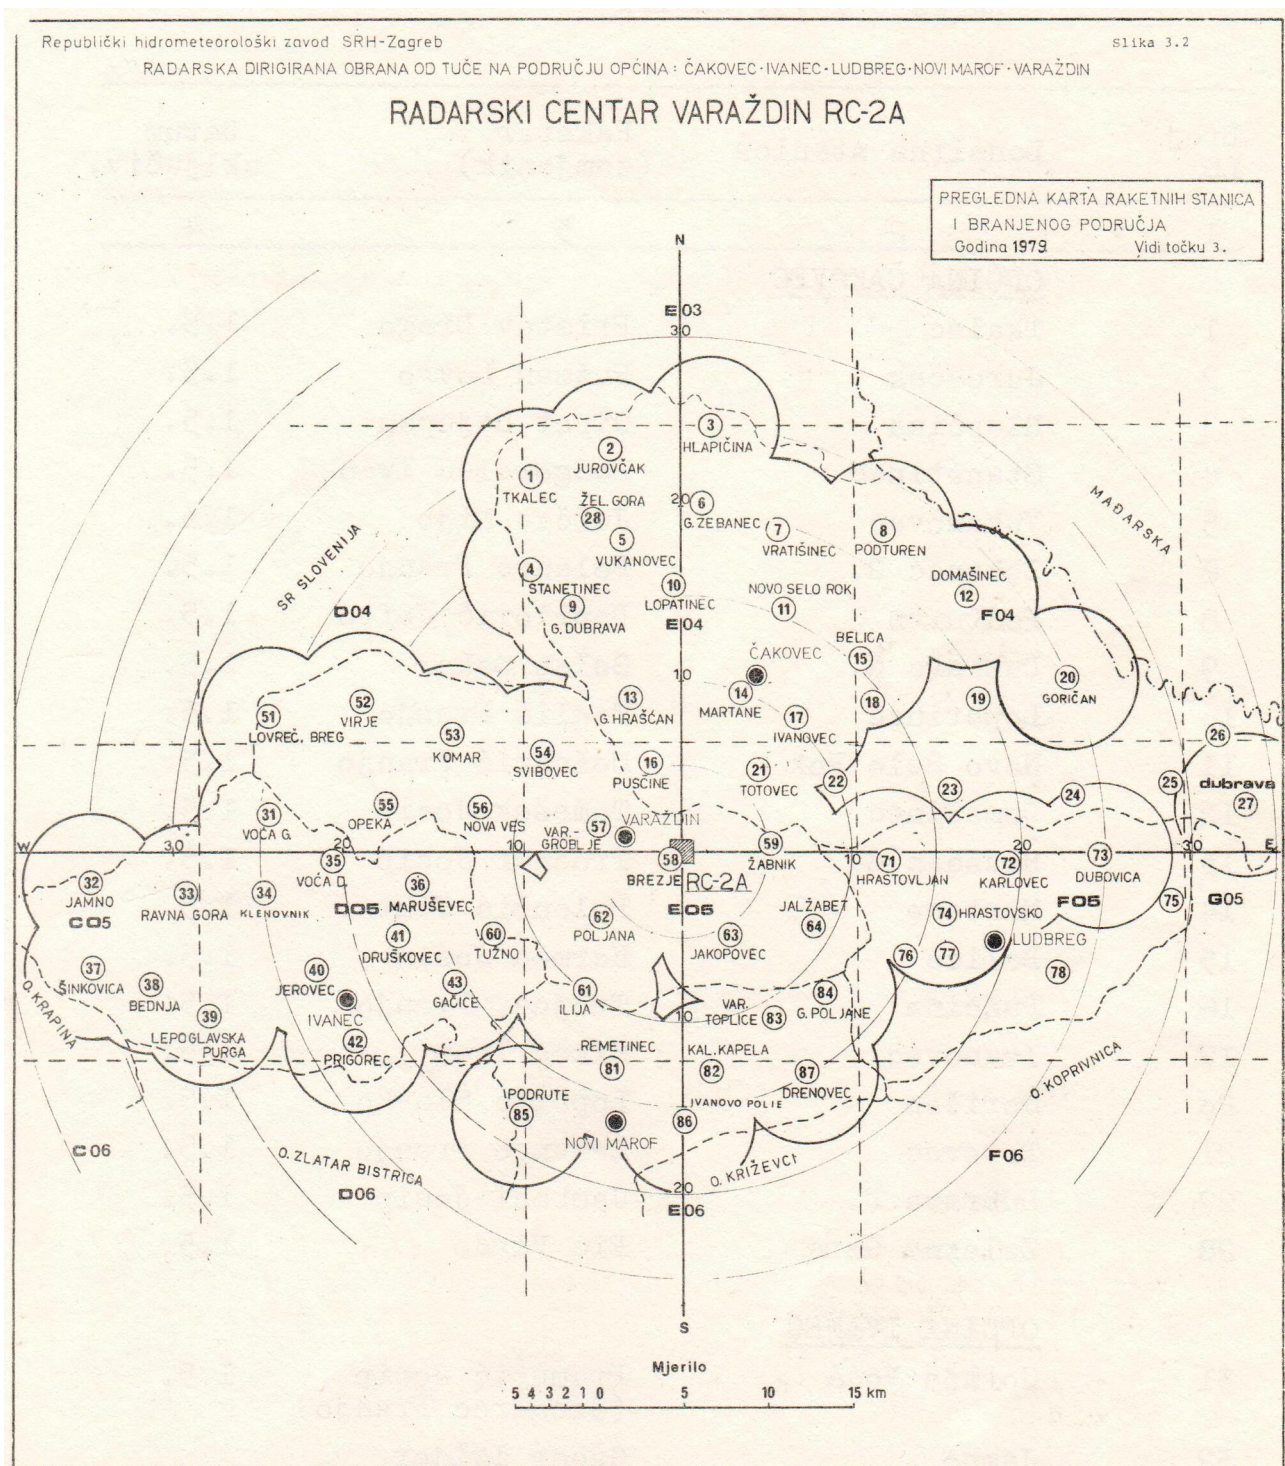 Republički hidrometeorološki zavod SRH-Zagreb
Slika 3.2
RADARSKA DIRIGIRANA OBRANA OD TUČE NA PODRUČJU OPĆINA: ČAKOVEC·IVANEC·LUDBREG·NOVI MAROF·VARAŽDIN
RADARSKI CENTAR VARAŽDIN RC-2A
PREGLEDNA KARTA RAKETNIH STANICA
I BRANJENOG PODRUČJA
Godina 1979 Vidi točku 3.
N
E03
30
3
HLAPIČINA
2
JUROVČAK
1
TKALEC
ŽEL. GORA
28
20
6
G. ZEBANEC
5
VUKANOVEC
7
VRATIŠINEC
8
PODTUREN
MAĐARSKA
SR SLOVENIJA
4
STANETINEC
10
LOPATINEC
NOVO SELO ROK
11
DOMAŠINEC
12
D04
9
G. DUBRAVA
E04
F04
BELICA
15
ČAKOVEC
10
20
GORIČAN
13
G. HRAŠĆAN
14
MARTANE
18
19
51
LOVREČ. BREG
52
VIRJE
17
IVANOVEC
53
KOMAR
26
54
SVIBOVEC
16
PUŠĆINE
21
TOTOVEC
22
23
24
25
dubrava
27
31
VOĆA G.
55
OPEKA
56
NOVA VES
57
VARAŽDIN
VAR.-
GROBLJE
59
ŽABNIK
W
30
20
10
10
20
30
E
35
VOĆA D.
58
BREZJE
RC-2A
71
HRASTOVLJAN
72
KARLOVEC
73
DUBOVICA
32
JAMNO
33
RAVNA GORA
34
KLENOVNIK
36
MARUŠEVEC
C05
D05
E05
F05
G05
75
62
POLJANA
JALŽABET
64
74
HRASTOVSKO
41
DRUŠKOVEC
60
TUŽNO
63
JAKOPOVEC
LUDBREG
76
77
78
37
ŠINKOVICA
38
BEDNJA
40
JEROVEC
43
GAČICE
61
ILIJA
84
G. POLJANE
O. KRAPINA
IVANEC
39
LEPOGLAVSKA
PURGA
10
VAR.
TOPLICE
83
42
PRIGOREC
REMETINEC
81
KAL. KAPELA
82
87
DRENOVEC
O. KOPRIVNICA
PODRUTE
85
IVANOVO POLJE
86
NOVI MAROF
C06
O. ZLATAR BISTRICA
D06
O. KRIŽEVCI
F06
20
E06
S
Mjerilo
5 4 3 2 1 0 5 10 15 km